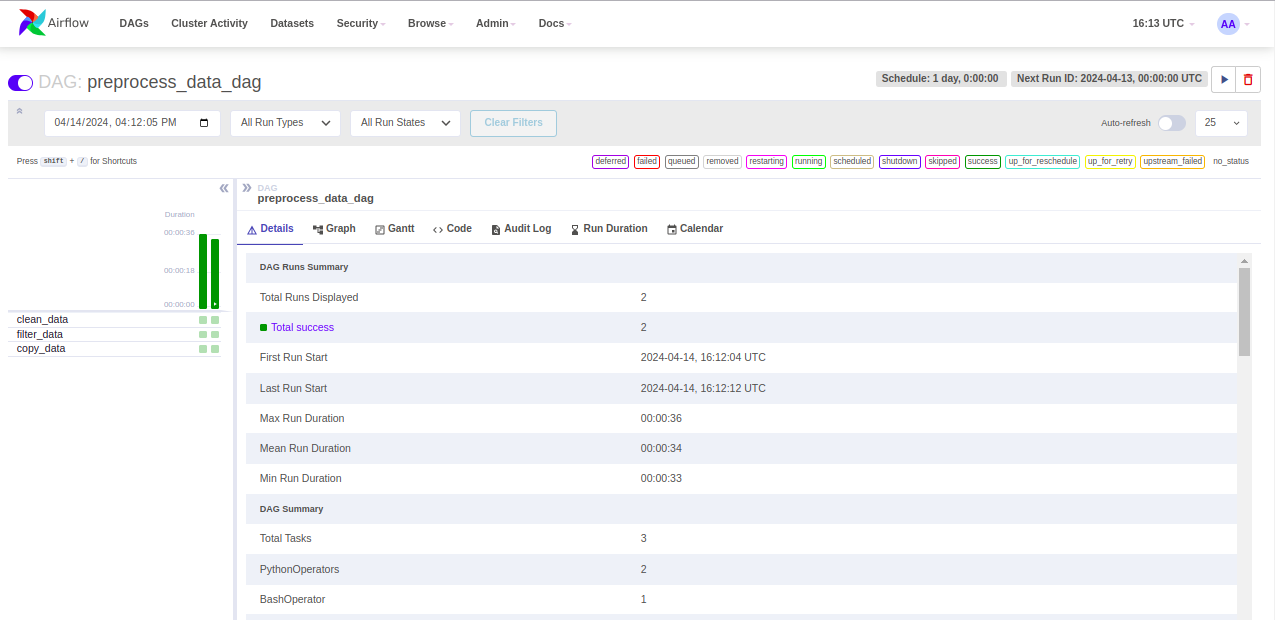 Airflow DAGs Cluster Activity Datasets Security Browse Admin Docs 16:13 UTC AA
DAG: preprocess_data_dag Schedule: 1 day, 0:00:00 Next Run ID: 2024-04-13, 00:00:00 UTC
04/14/2024, 04:12:05 PM All Run Types All Run States Clear Filters Auto-refresh 25
Press shift + / for Shortcuts deferred failed queued removed restarting running scheduled shutdown skipped success up_for_reschedule up_for_retry upstream_failed no_status
DAG
preprocess_data_dag
Duration
00:00:36
00:00:18
00:00:00
clean_data
filter_data
copy_data
Details Graph Gantt Code Audit Log Run Duration Calendar
DAG Runs Summary
Total Runs Displayed 2
Total success 2
First Run Start 2024-04-14, 16:12:04 UTC
Last Run Start 2024-04-14, 16:12:12 UTC
Max Run Duration 00:00:36
Mean Run Duration 00:00:34
Min Run Duration 00:00:33
DAG Summary
Total Tasks 3
PythonOperators 2
BashOperator 1